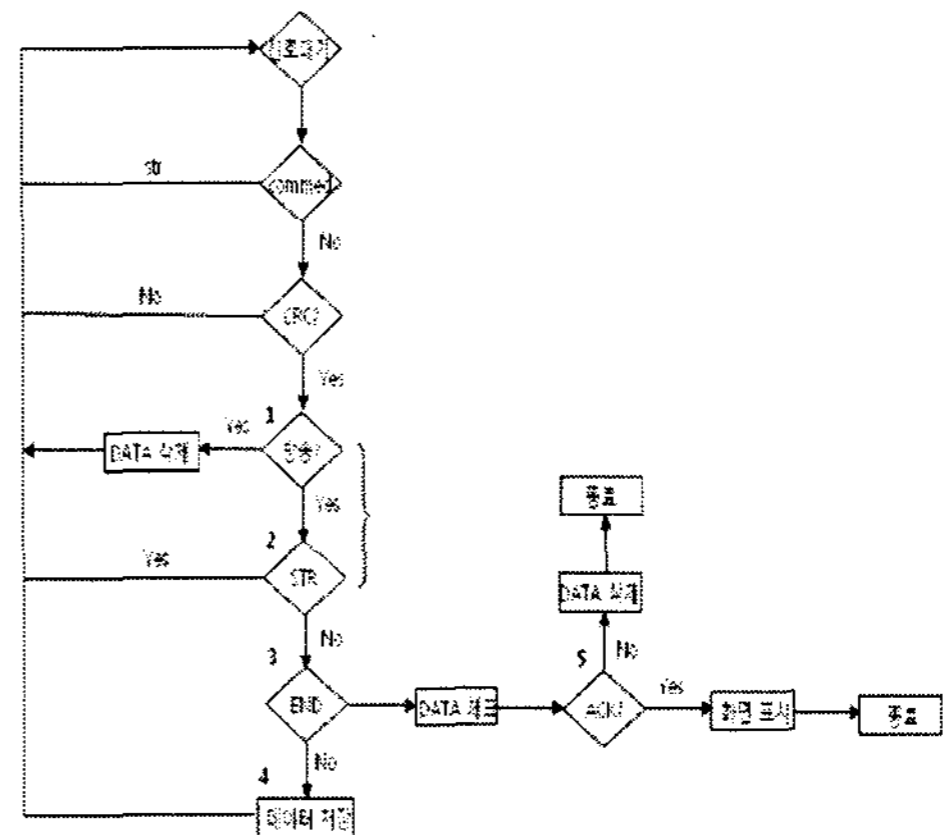 str
No
No
CRC?
Yes
1
Yes
DATA 삭제
Yes
2
Yes
STR
No
3
END
DATA
No
4
데이터 저장
종료
DATA 삭제
No
5
ACK?
Yes
화면 표시
종료